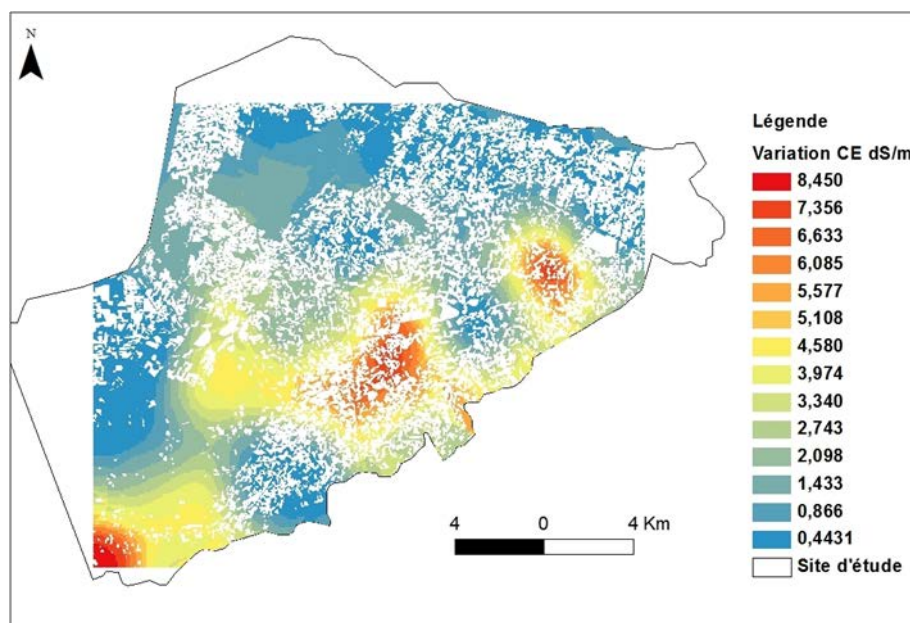 N
Légende
Variation CE dS/m
8,450
7,356
6,633
6,085
5,577
5,108
4,580
3,974
3,340
2,743
2,098
1,433
0,866
0,4431
Site d'étude
4 0 4 Km